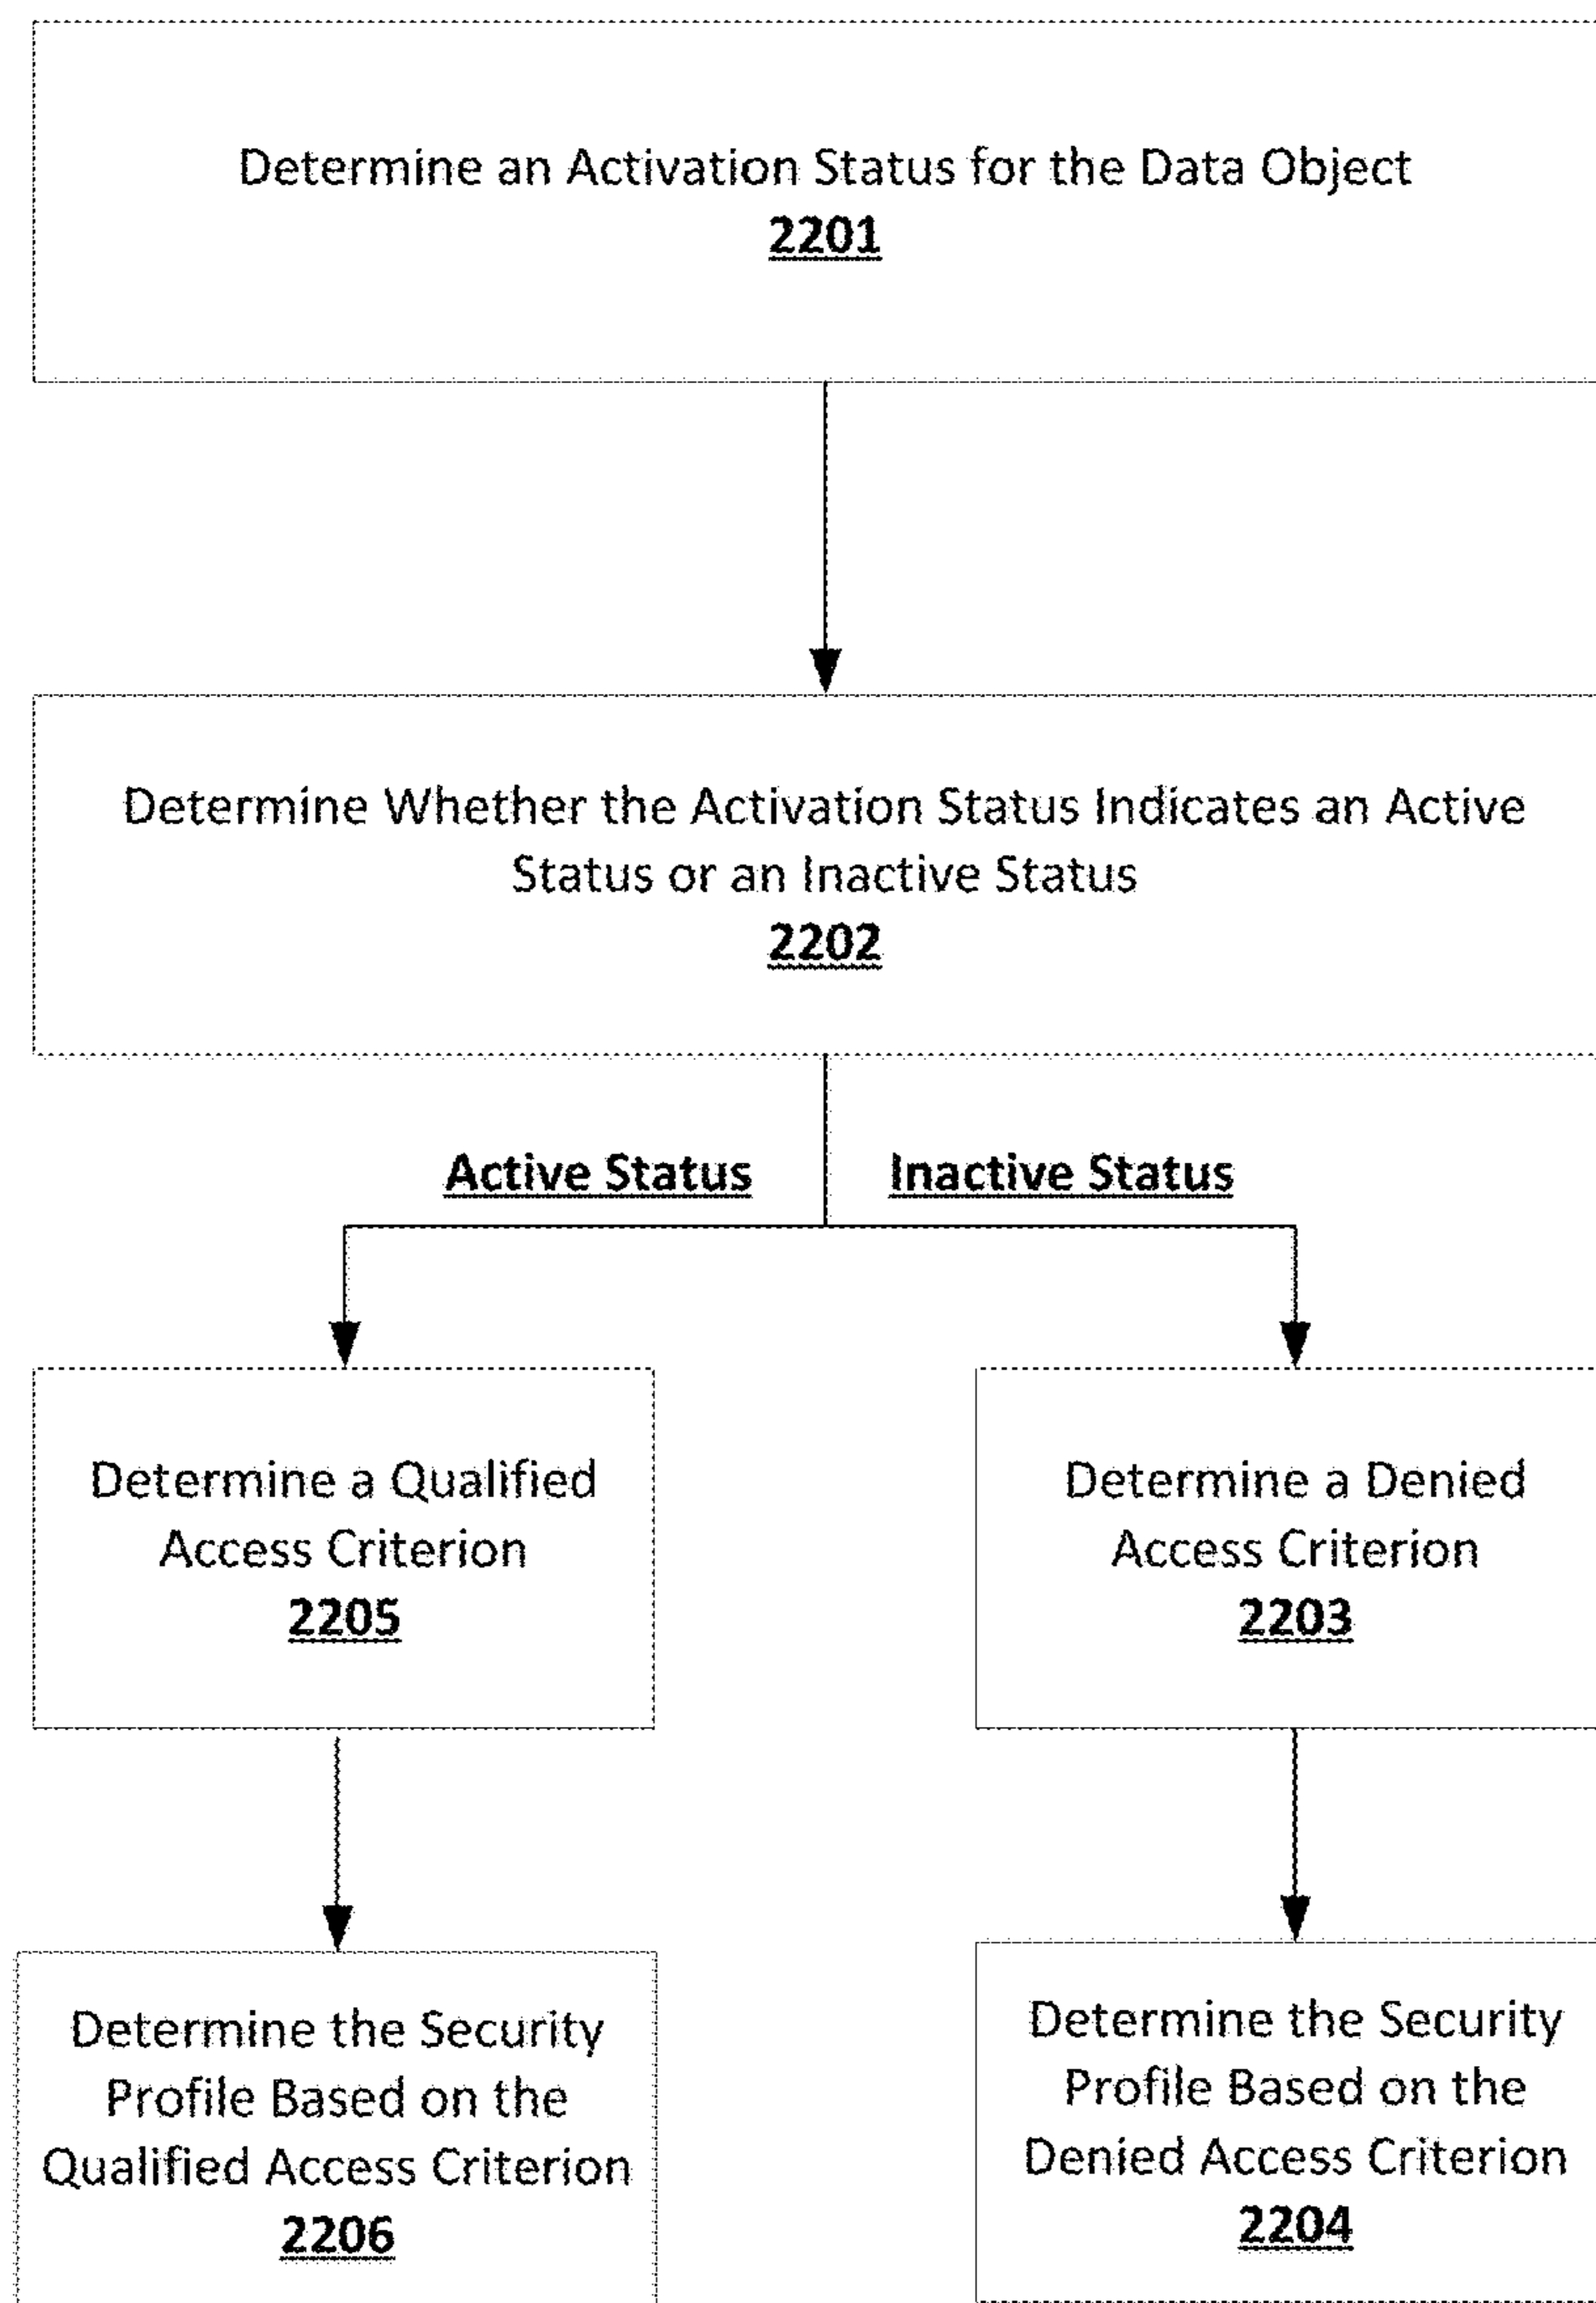 Determine an Activation Status for the Data Object
2201
Determine Whether the Activation Status Indicates an Active
Status or an Inactive Status
2202
Active Status
Inactive Status
Determine a Qualified
Access Criterion
2205
Determine a Denied
Access Criterion
2203
Determine the Security
Profile Based on the
Qualified Access Criterion
2206
Determine the Security
Profile Based on the
Denied Access Criterion
2204